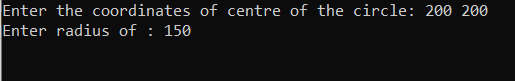 Enter the coordinates of centre of the circle: 200 200
Enter radius of : 150